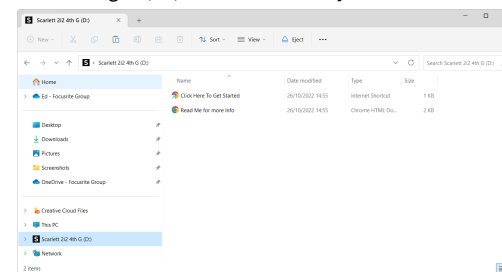 Scarlett 2i2 4th G (D:)
New Sort View Eject
Scarlett 2i2 4th G (D:) Search Scarlett 2i2 4th G (D:)
Home Name Date modified Type Size
Ed - Focusrite Group Click Here To Get Started 26/10/2022 14:55 Internet Shortcut 1 KB
Read Me for more Info 26/10/2022 14:55 Chrome HTML Do... 2 KB
Desktop
Downloads
Pictures
Screenshots
OneDrive - Focusrite Group
Creative Cloud Files
This PC
Scarlett 2i2 4th G (D:)
Network
2 items